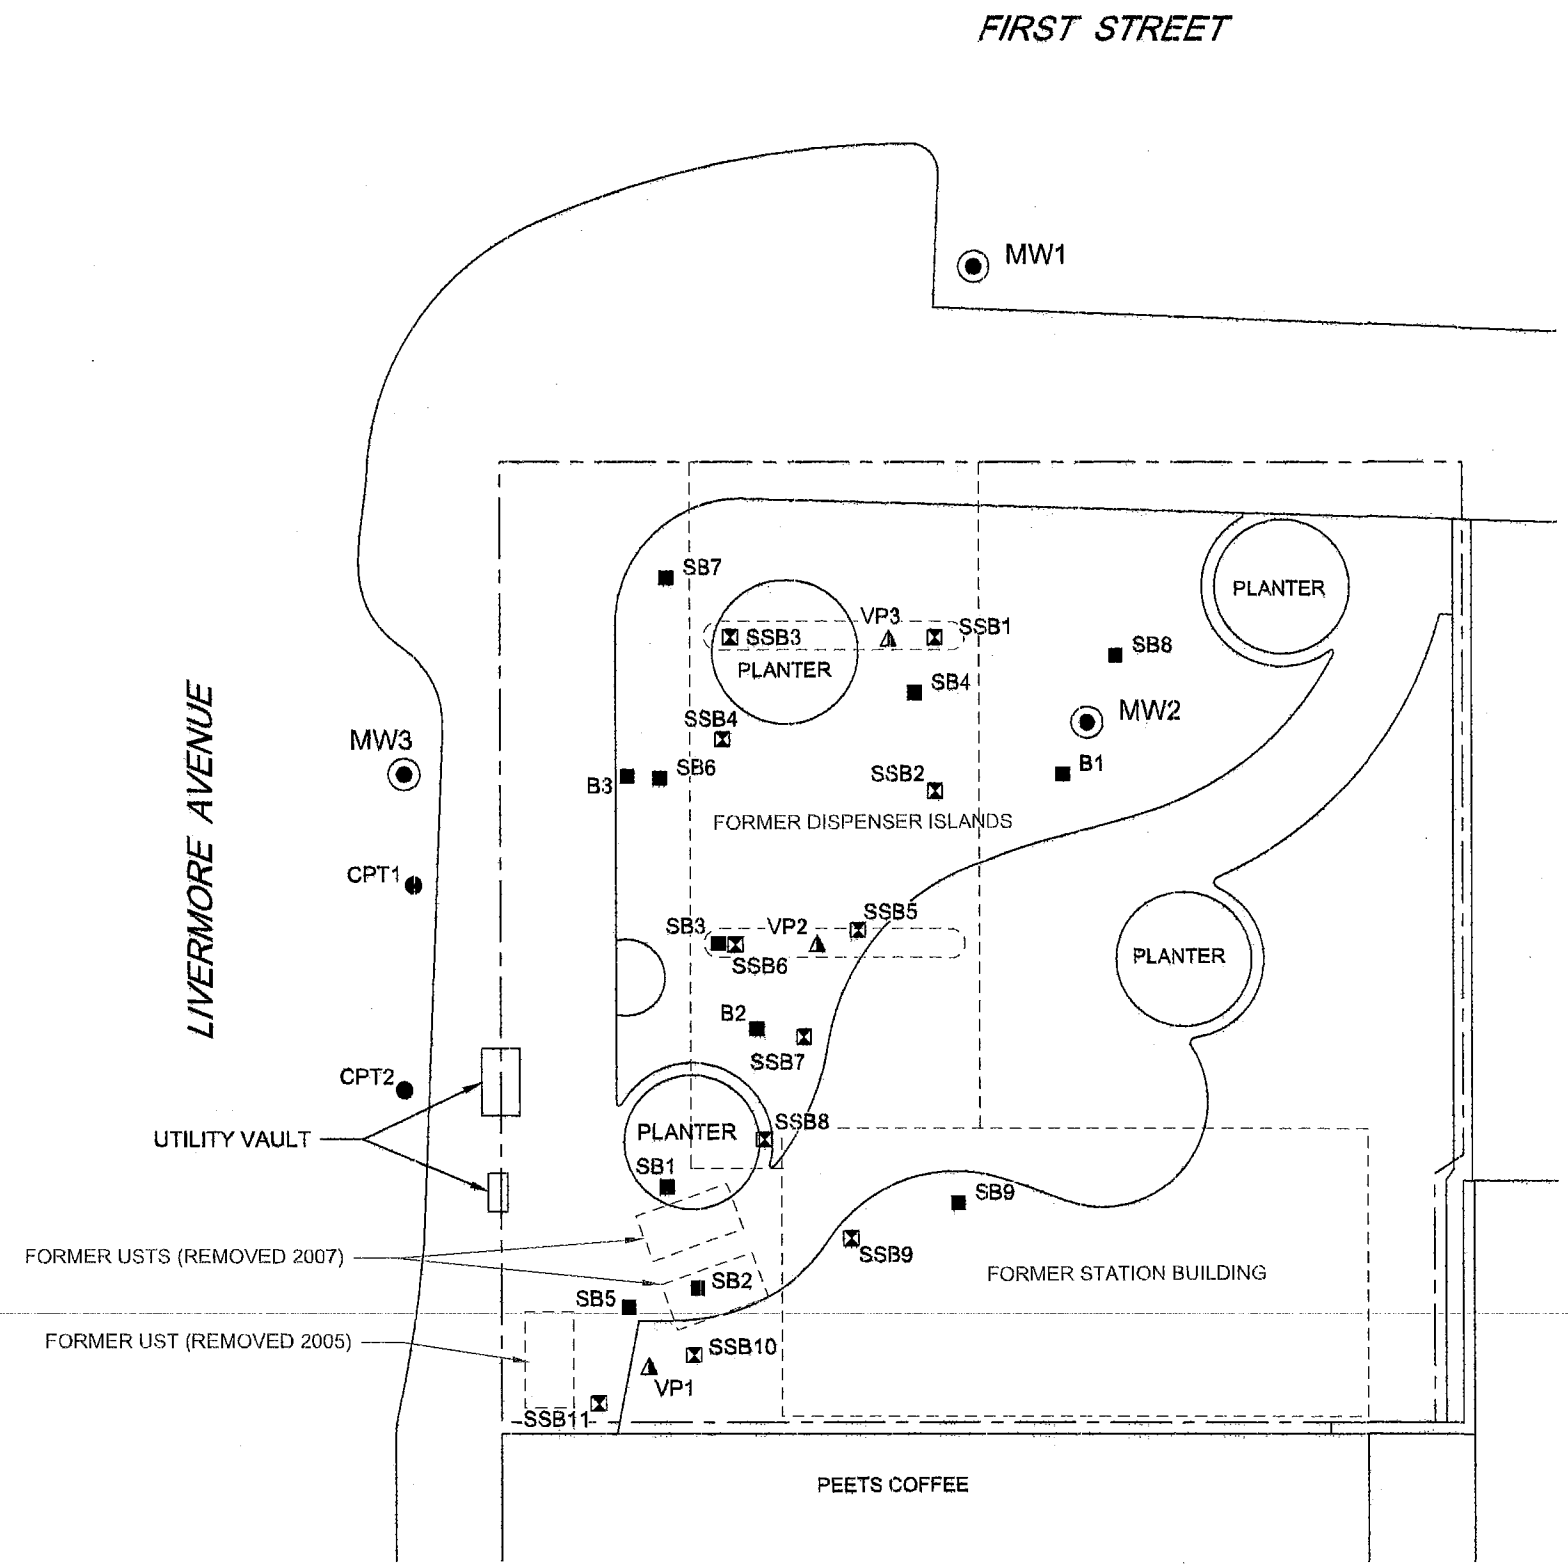 FIRST STREET
MW1
SB7
PLANTER
VP3
SSB1
SSB3
SB8
PLANTER
SB4
LIVERMORE AVENUE
MW2
SSB4
MW3
SB6
SSB2
B1
B3
FORMER DISPENSER ISLANDS
CPT1
SSB5
SB3
VP2
PLANTER
SSB6
B2
SSB7
CPT2
SSB8
PLANTER
UTILITY VAULT
SB1
SB9
SSB9
FORMER USTS (REMOVED 2007)
FORMER STATION BUILDING
SB2
SB5
FORMER UST (REMOVED 2005)
SSB10
VP1
SSB11
PEETS COFFEE